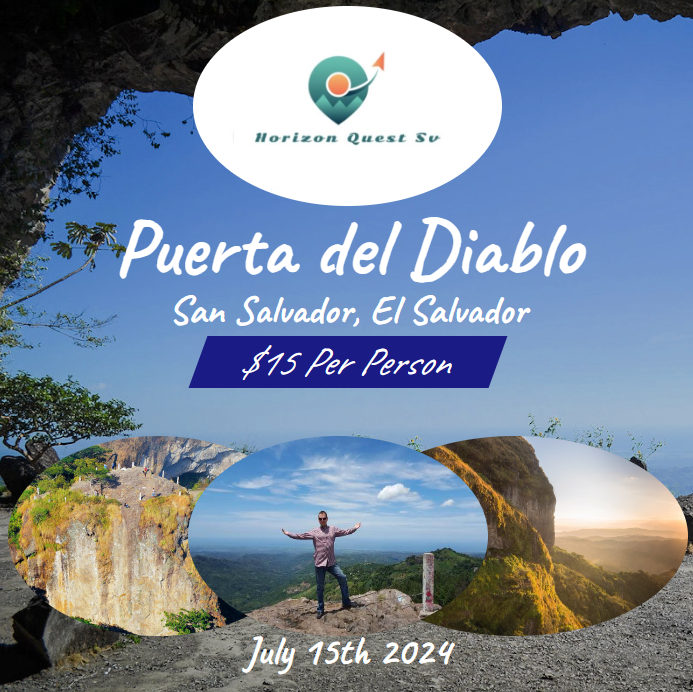 Horizon Quest Sv
Puerta del Diablo
San Salvador, El Salvador
$15 Per Person
July 15th 2024